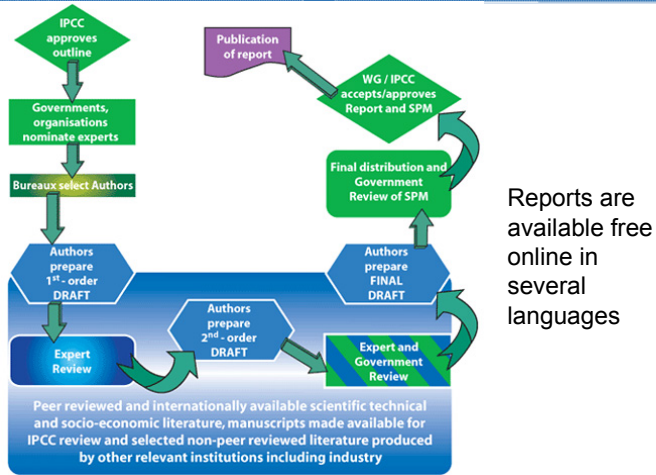 IPCC
approves
outline
Governments,
organisations
nominate experts
Bureaux select Authors
Authors
prepare
1st - order
DRAFT
Expert
Review
Authors
prepare
2nd - order
DRAFT
Expert and
Government
Review
Authors
prepare
FINAL
DRAFT
Final distribution and
Government
Review of SPM
WG / IPCC
accepts/approves
Report and SPM
Publication
of report
Peer reviewed and internationally available scientific technical
and socio-economic literature, manuscripts made available for
IPCC review and selected non-peer reviewed literature produced
by other relevant institutions including industry
Reports are
available free
online in
several
languages